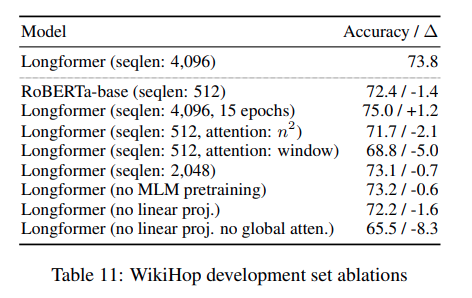 Model Accuracy / Δ
Longformer (seqlen: 4,096) 73.8
RoBERTa-base (seqlen: 512) 72.4 / -1.4
Longformer (seqlen: 4,096, 15 epochs) 75.0 / +1.2
Longformer (seqlen: 512, attention: n²) 71.7 / -2.1
Longformer (seqlen: 512, attention: window) 68.8 / -5.0
Longformer (seqlen: 2,048) 73.1 / -0.7
Longformer (no MLM pretraining) 73.2 / -0.6
Longformer (no linear proj.) 72.2 / -1.6
Longformer (no linear proj. no global atten.) 65.5 / -8.3
Table 11: WikiHop development set ablations